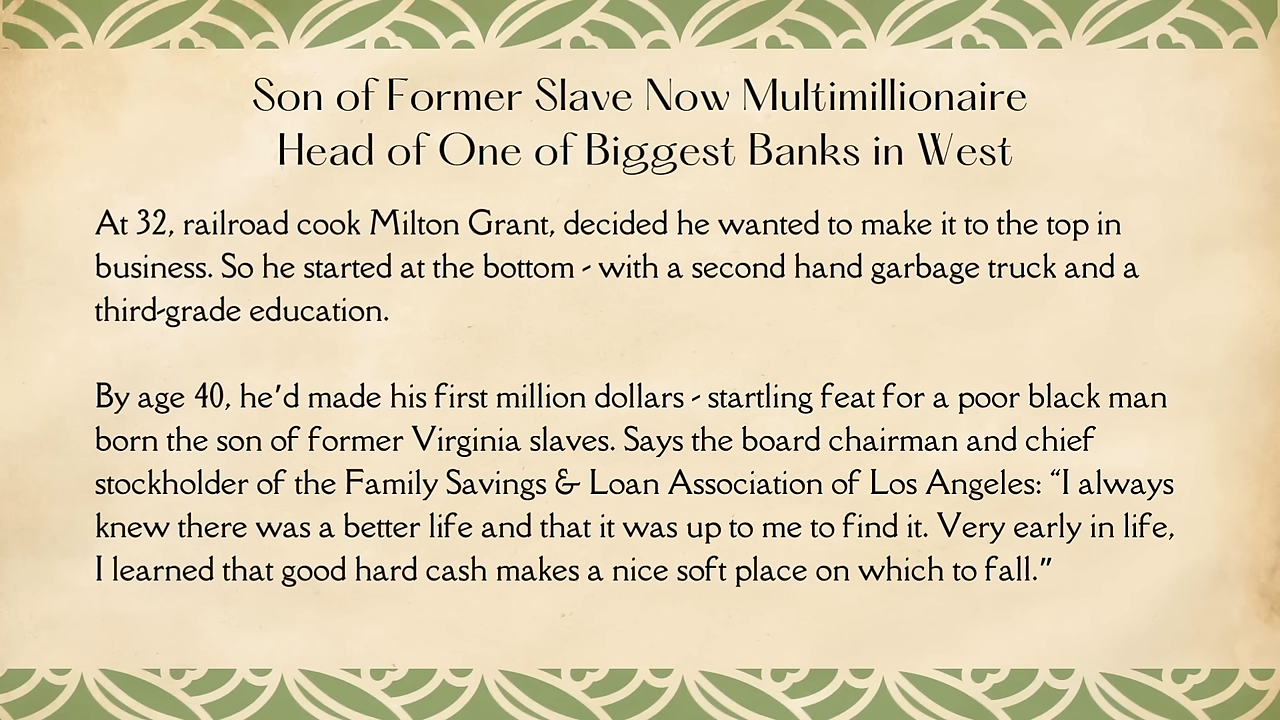 Son of Former Slave Now Multimillionaire
Head of One of Biggest Banks in West
At 32, railroad cook Milton Grant, decided he wanted to make it to the top in
business. So he started at the bottom - with a second hand garbage truck and a
third-grade education.
By age 40, he'd made his first million dollars - startling feat for a poor black man
born the son of former Virginia slaves. Says the board chairman and chief
stockholder of the Family Savings & Loan Association of Los Angeles: “I always
knew there was a better life and that it was up to me to find it. Very early in life,
I learned that good hard cash makes a nice soft place on which to fall."